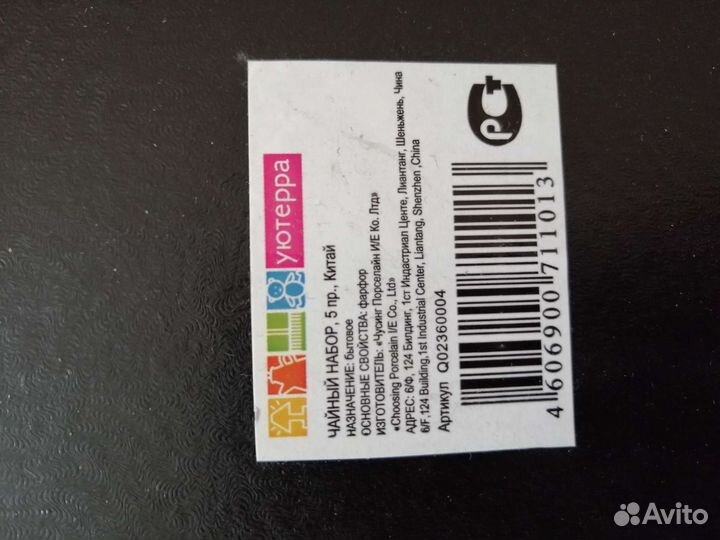 уютерра
ЧАЙНЫЙ НАБОР, 5 пр., Китай
НАЗНАЧЕНИЕ: бытовое
ОСНОВНЫЕ СВОЙСТВА: фарфор
ИЗГОТОВИТЕЛЬ: «Чусинг Порселайн И/Е Ко. Лтд»
«Choosing Porcelain I/E Co., Ltd»
АДРЕС: 6/Ф, 124 Билдинг, 1ст Индастриал Центе, Лиантанг, Шеньжень, Чина
6/F,124 Building,1st Industrial Center, Liantang, Shenzhen ,China
Артикул Q02360004
4 606900 711013
РСТ
Avito